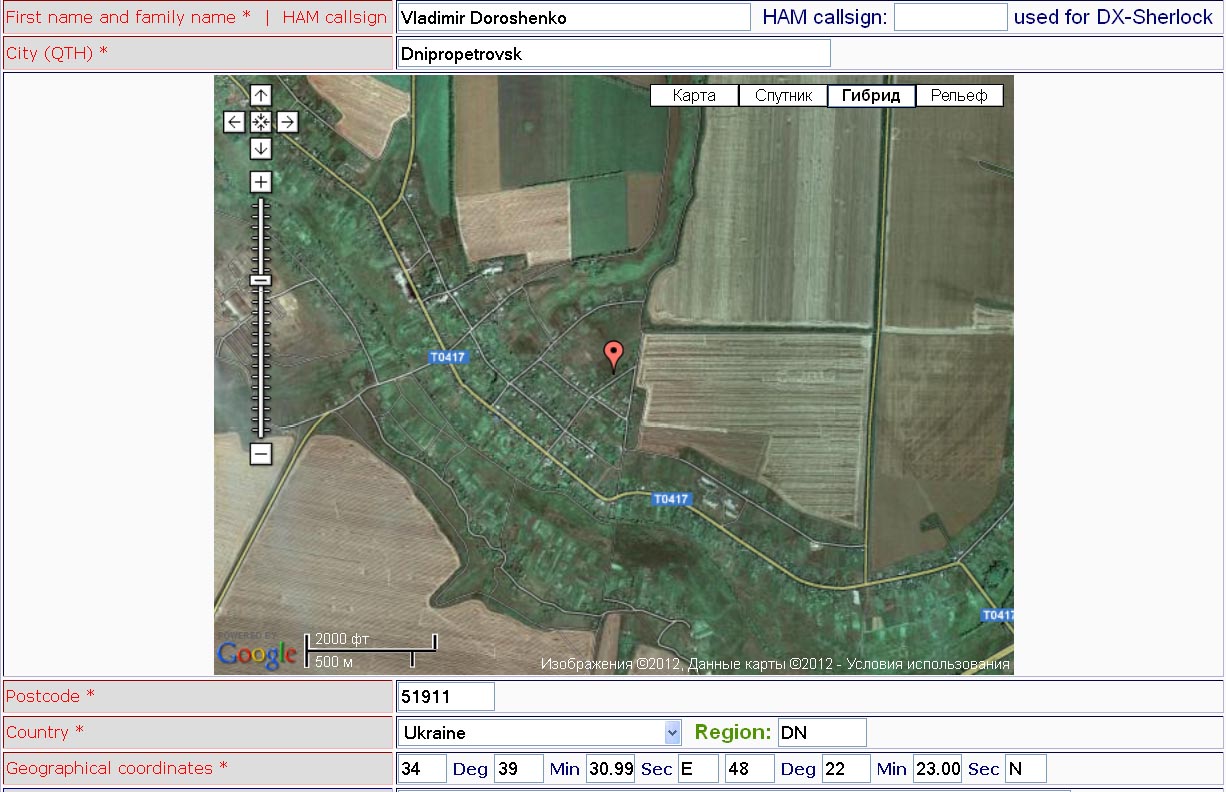 First name and family name * | HAM callsign Vladimir Doroshenko HAM callsign: used for DX-Sherlock
City (QTH) * Dnipropetrovsk
Карта Спутник Гибрид Рельеф
T0417
T0417
T0417
POWERED BY
Google
2000 фт
500 м
Изображения ©2012, Данные карты ©2012 - Условия использования
Postcode * 51911
Country * Ukraine Region: DN
Geographical coordinates * 34 Deg 39 Min 30.99 Sec E 48 Deg 22 Min 23.00 Sec N